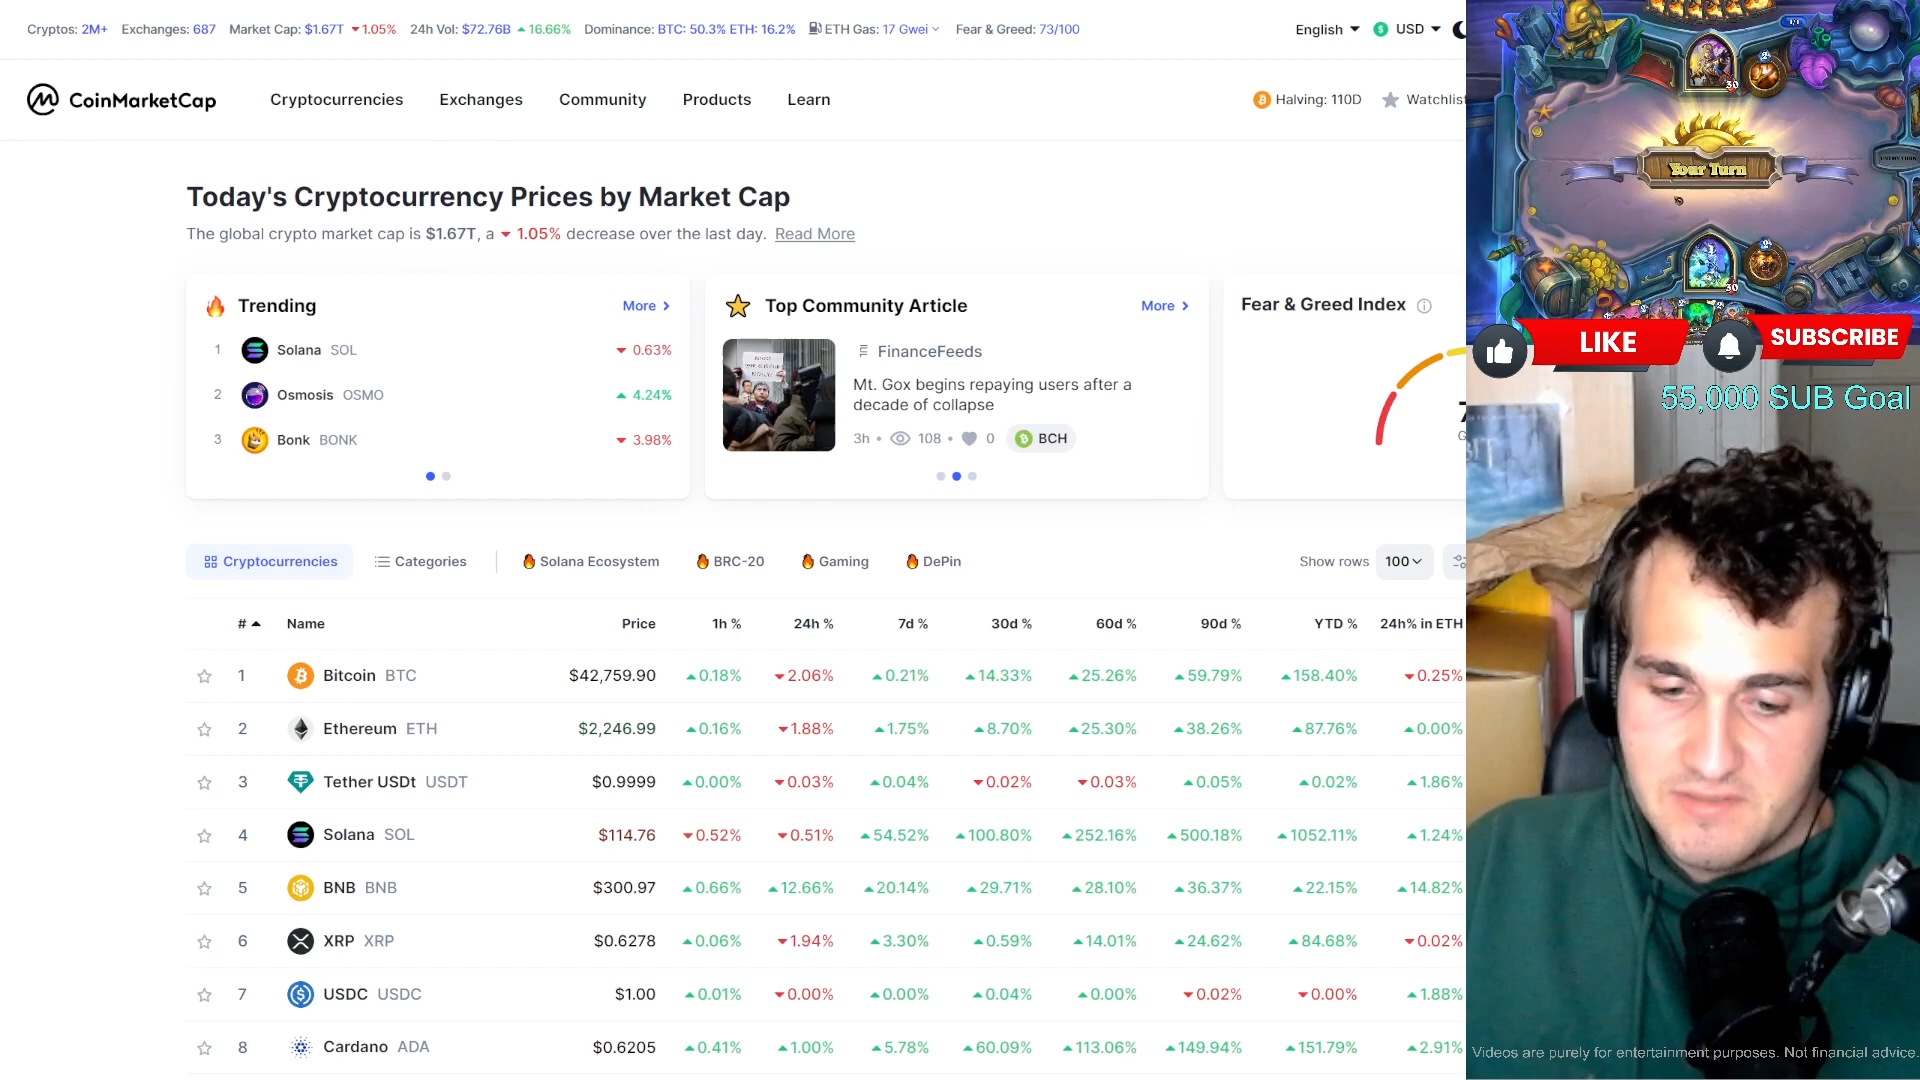 Cryptos: 2M+ Exchanges: 687 Market Cap: $1.67T 1.05% 24h Vol: $72.76B 16.66% Dominance: BTC: 50.3% ETH: 16.2% ETH Gas: 17 Gwei Fear & Greed: 73/100
English USD
CoinMarketCap Cryptocurrencies Exchanges Community Products Learn
Halving: 110D Watchlist
Today's Cryptocurrency Prices by Market Cap
The global crypto market cap is $1.67T, a 1.05% decrease over the last day. Read More
Trending More >
1 Solana SOL 0.63%
2 Osmosis OSMO 4.24%
3 Bonk BONK 3.98%
Top Community Article More >
FinanceFeeds
Mt. Gox begins repaying users after a
decade of collapse
3h • 108 • 0 BCH
Fear & Greed Index
Cryptocurrencies Categories Solana Ecosystem BRC-20 Gaming DePin
Show rows 100
# Name Price 1h % 24h % 7d % 30d % 60d % 90d % YTD % 24h% in ETH
1 Bitcoin BTC $42,759.90 0.18% 2.06% 0.21% 14.33% 25.26% 59.79% 158.40% 0.25%
2 Ethereum ETH $2,246.99 0.16% 1.88% 1.75% 8.70% 25.30% 38.26% 87.76% 0.00%
3 Tether USDt USDT $0.9999 0.00% 0.03% 0.04% 0.02% 0.03% 0.05% 0.02% 1.86%
4 Solana SOL $114.76 0.52% 0.51% 54.52% 100.80% 252.16% 500.18% 1052.11% 1.24%
5 BNB BNB $300.97 0.66% 12.66% 20.14% 29.71% 28.10% 36.37% 22.15% 14.82%
6 XRP XRP $0.6278 0.06% 1.94% 3.30% 0.59% 14.01% 24.62% 84.68% 0.02%
7 USDC USDC $1.00 0.01% 0.00% 0.00% 0.04% 0.00% 0.02% 0.00% 1.88%
8 Cardano ADA $0.6205 0.41% 1.00% 5.78% 60.09% 113.06% 149.94% 151.79% 2.91%
1/1
30
Your Turn
30
LIKE
SUBSCRIBE
55,000 SUB Goal
Videos are purely for entertainment purposes. Not financial advice.